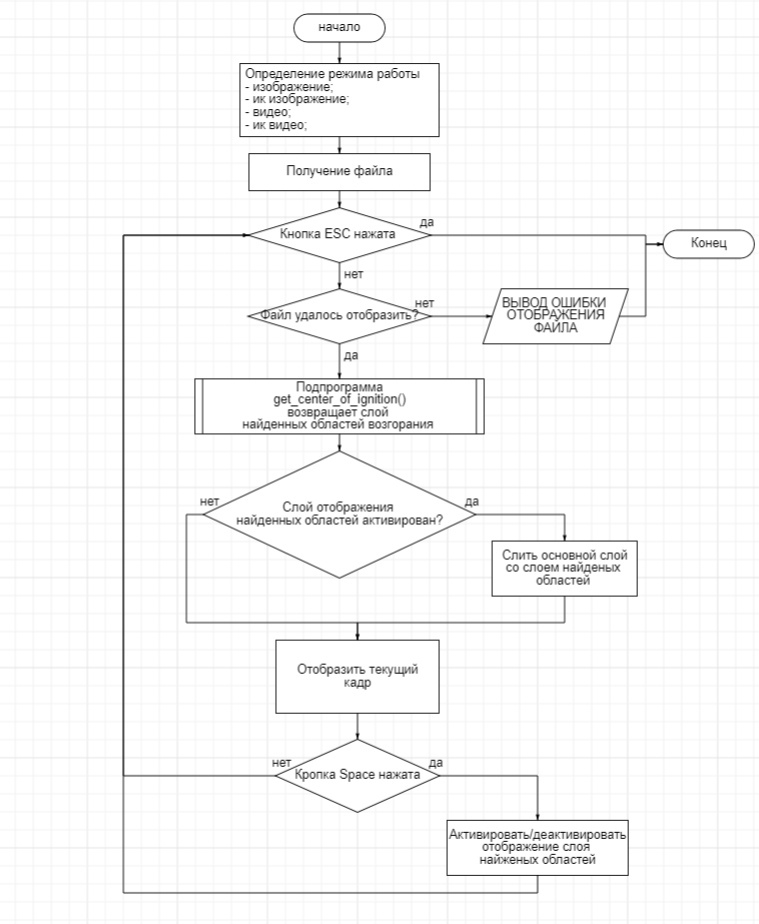 начало
Определение режима работы
- изображение;
- ик изображение;
- видео;
- ик видео;
Получение файла
Кнопка ESC нажата
да
Конец
нет
Файл удалось отобразить?
нет
ВЫВОД ОШИБКИ
ОТОБРАЖЕНИЯ
ФАЙЛА
да
Подпрограмма
get_center_of_ignition()
возвращает слой
найденных областей возгорания
нет
Слой отображения
найденных областей активирован?
да
Слить основной слой
со слоем найденых
областей
Отобразить текущий
кадр
нет
Кропка Space нажата
да
Активировать/деактивировать
отображение слоя
найженых областей